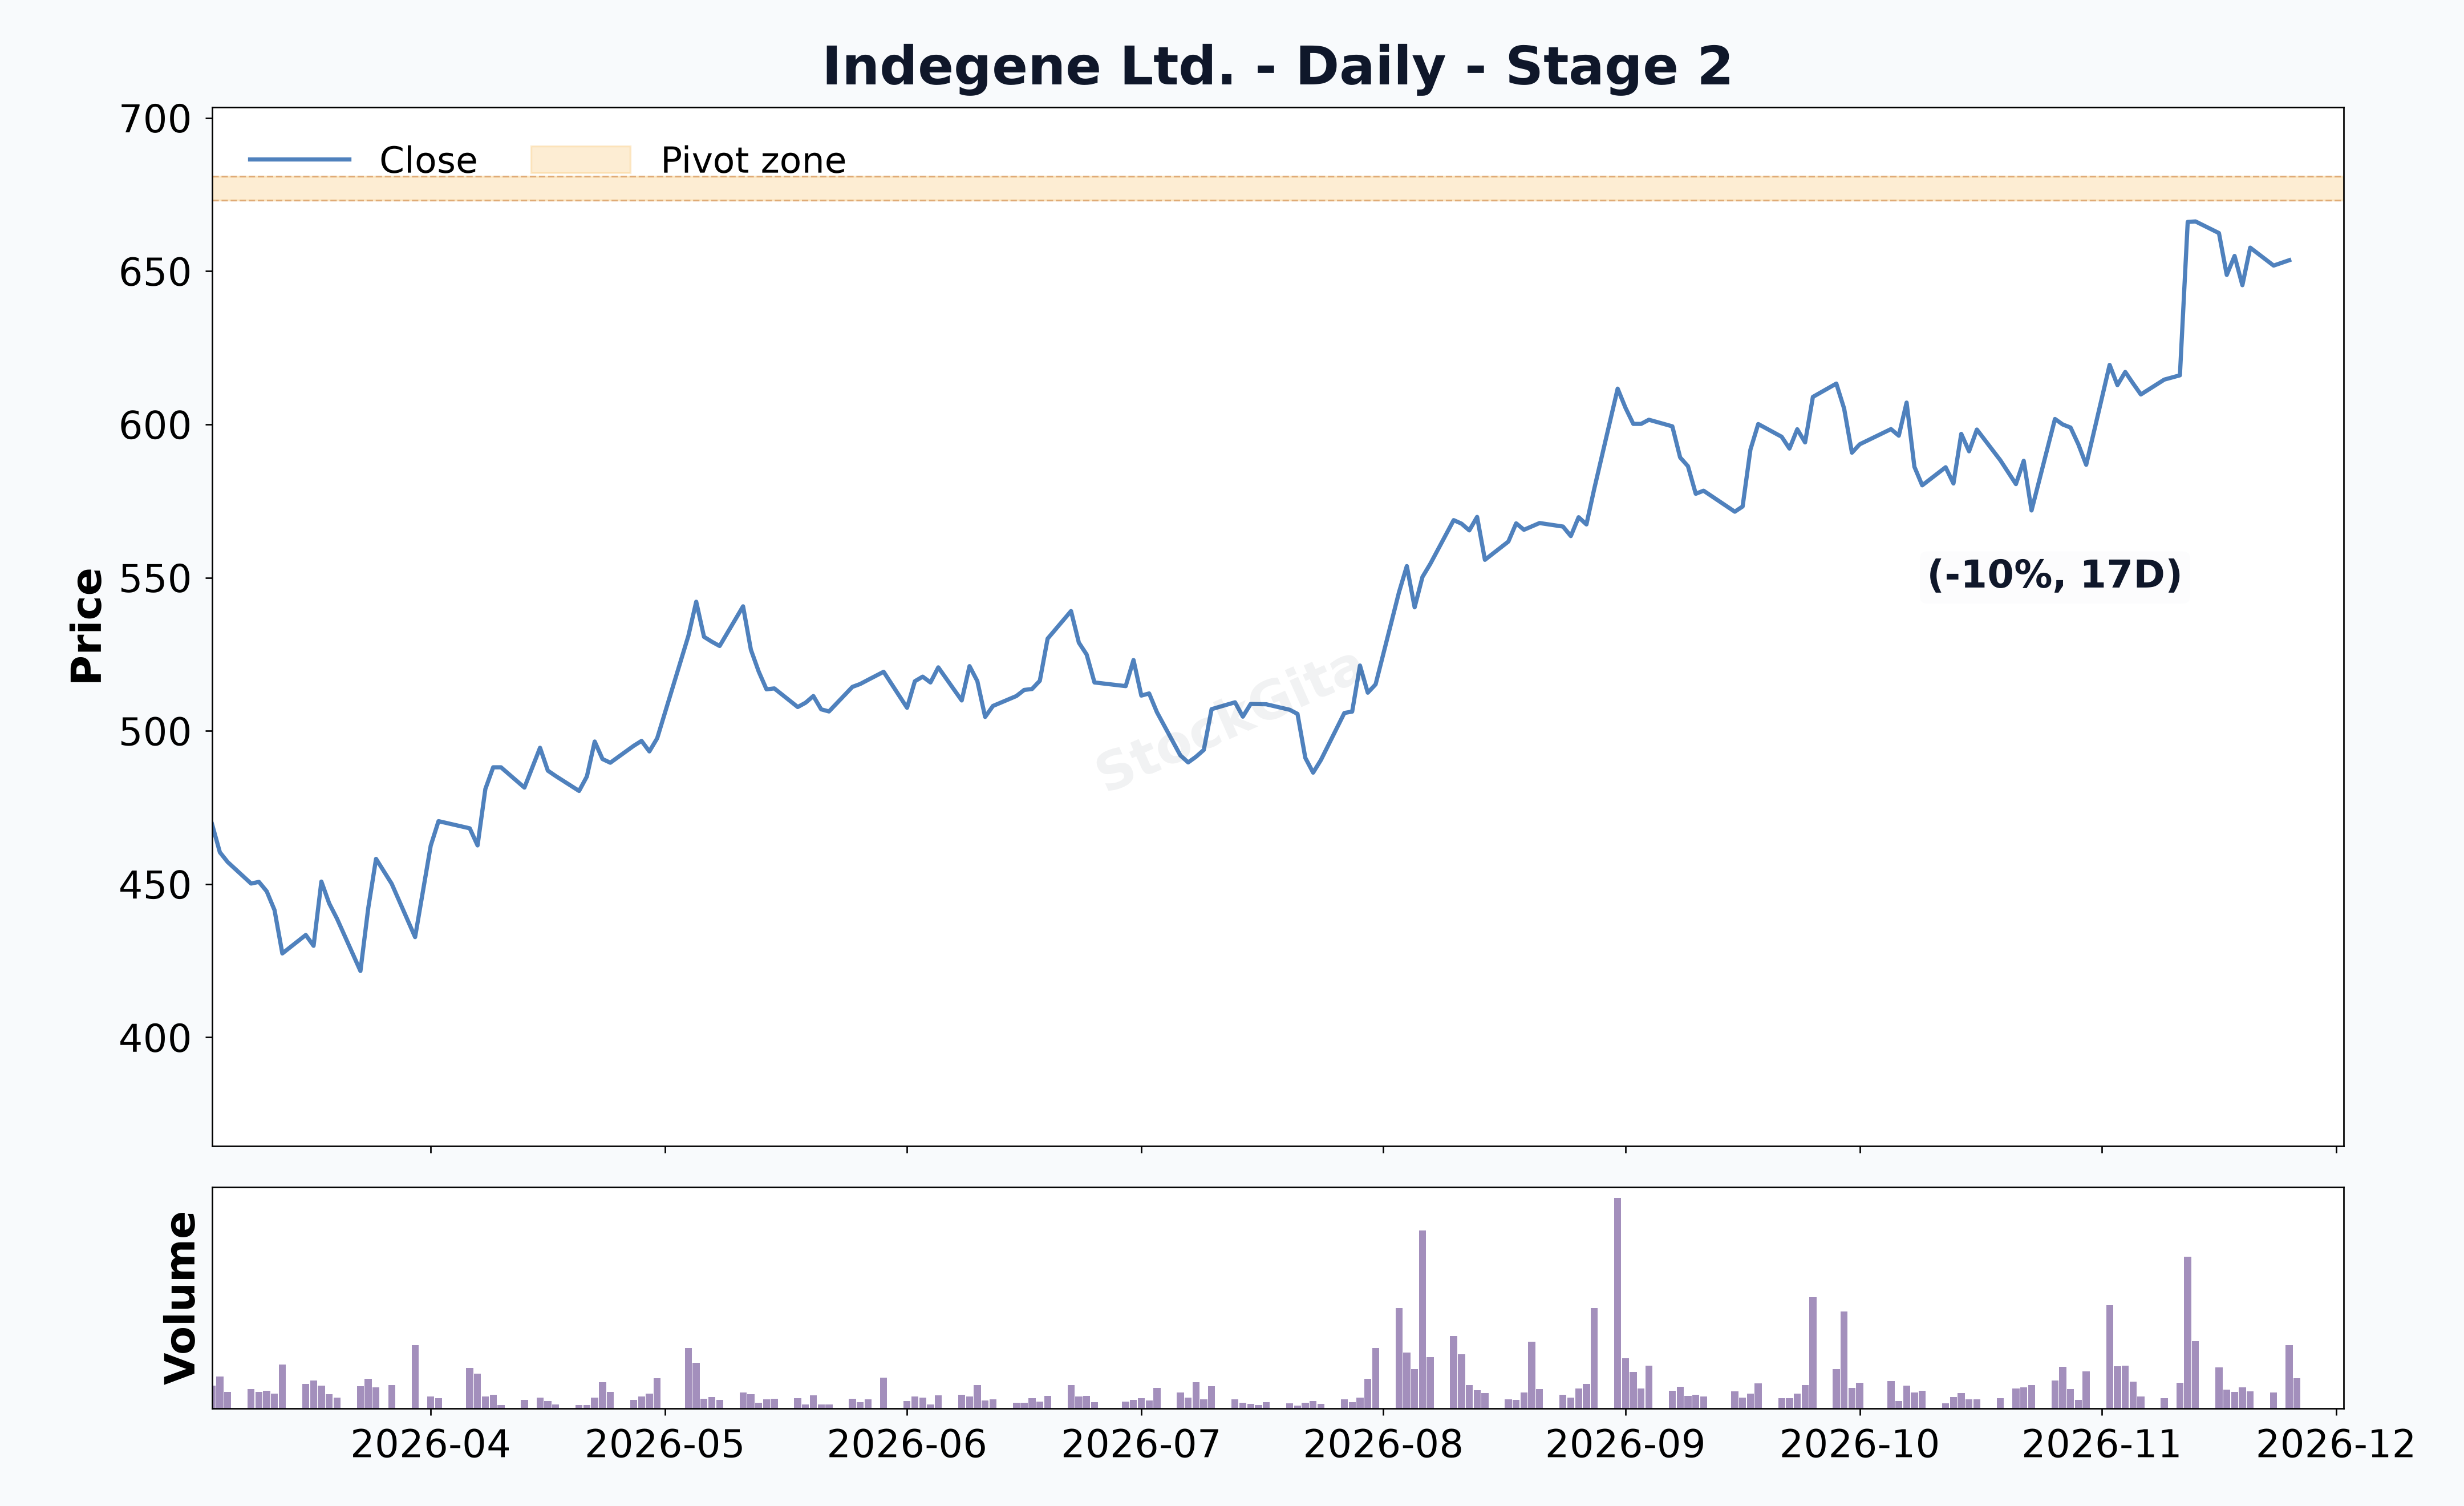 Indegene Ltd. - Daily - Stage 2
700
Close Pivot zone
650
600
(-10%, 17D)
550
Price
StockGita
500
450
400
Volume
2026-04 2026-05 2026-06 2026-07 2026-08 2026-09 2026-10 2026-11 2026-12